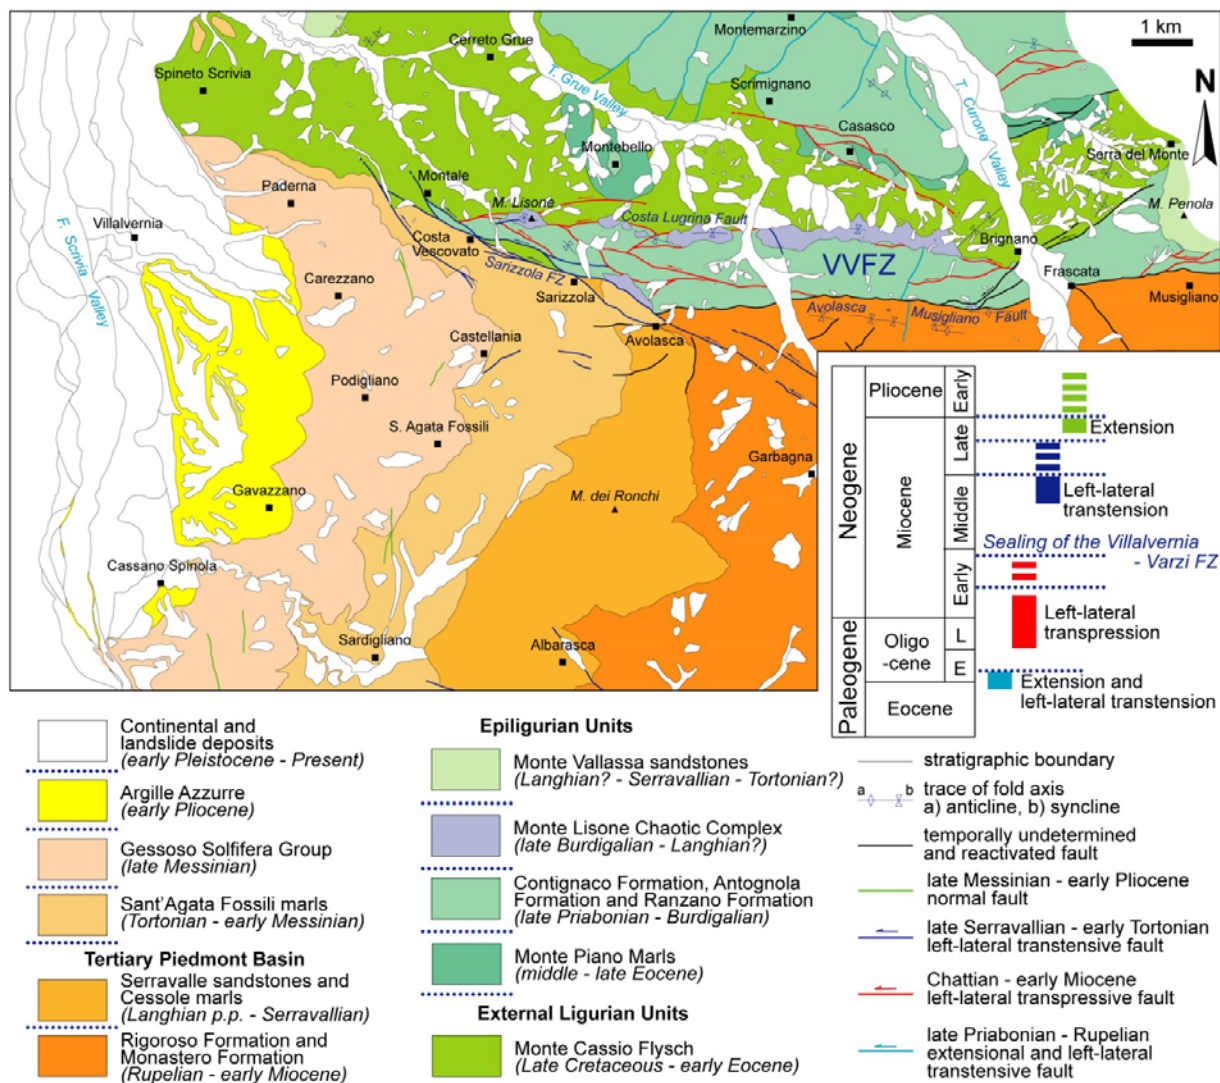 1 km
N
Cerreto Grue
Montemarzino
Spineto Scrivia
T. Grue Valley
Scrimignano
T. Curone Valley
Casasco
Montebello
Serra del Monte
Montale
Paderna
M. Lisone
M. Penola
Villalvernia
Costa Lugrina Fault
Costa
Vescovato
Brignano
F. Scrivia Valley
Sarizzola FZ
VVFZ
Frascata
Carezzano
Sarizzola
Musigliano
Avolasca
Musigliano
Fault
Castellania
Avolasca
Podigliano
S. Agata Fossili
Garbagna
Gavazzano
M. dei Ronchi
Cassano Spinola
Sardigliano
Albarasca
Neogene
Paleogene
Pliocene
Miocene
Oligo
-cene
Eocene
Early
Late
Middle
Early
L
E
Extension
Left-lateral
transtension
Sealing of the Villalvernia
- Varzi FZ
Left-lateral
transpression
Extension and
left-lateral transtension
Continental and
landslide deposits
(early Pleistocene - Present)
Argille Azzurre
(early Pliocene)
Gessoso Solfifera Group
(late Messinian)
Sant'Agata Fossili marls
(Tortonian - early Messinian)
Tertiary Piedmont Basin
Serravalle sandstones and
Cessole marls
(Langhian p.p. - Serravallian)
Rigoroso Formation and
Monastero Formation
(Rupelian - early Miocene)
Epiligurian Units
Monte Vallassa sandstones
(Langhian? - Serravallian - Tortonian?)
Monte Lisone Chaotic Complex
(late Burdigalian - Langhian?)
Contignaco Formation, Antognola
Formation and Ranzano Formation
(late Priabonian - Burdigalian)
Monte Piano Marls
(middle - late Eocene)
External Ligurian Units
Monte Cassio Flysch
(Late Cretaceous - early Eocene)
stratigraphic boundary
a b
trace of fold axis
a) anticline, b) syncline
temporally undetermined
and reactivated fault
late Messinian - early Pliocene
normal fault
late Serravallian - early Tortonian
left-lateral transtensive fault
Chattian - early Miocene
left-lateral transpressive fault
late Priabonian - Rupelian
extensional and left-lateral
transtensive fault